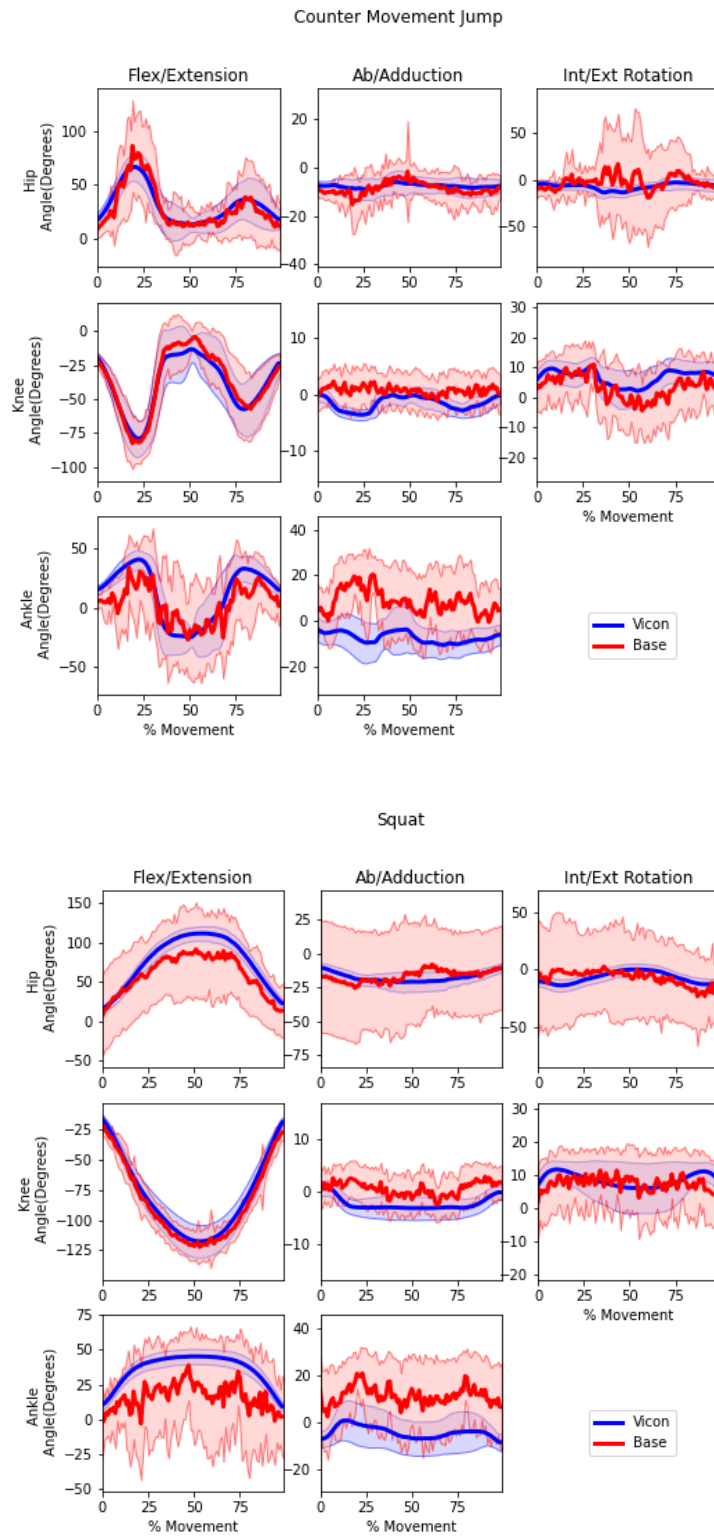 Counter Movement Jump
Flex/Extension Ab/Adduction Int/Ext Rotation
Hip
Angle(Degrees)
100
50
0
0 25 50 75
20
0
−20
−40
0 25 50 75
50
0
−50
0 25 50 75
Knee
Angle(Degrees)
0
−25
−50
−75
−100
0 25 50 75
10
0
−10
0 25 50 75
30
20
10
0
−10
−20
0 25 50 75
% Movement
Ankle
Angle(Degrees)
50
0
−50
0 25 50 75
% Movement
40
20
0
−20
0 25 50 75
% Movement
Vicon
Base
Squat
Flex/Extension Ab/Adduction Int/Ext Rotation
Hip
Angle(Degrees)
150
100
50
0
−50
0 25 50 75
25
0
−25
−50
−75
0 25 50 75
50
0
−50
0 25 50 75
Knee
Angle(Degrees)
−25
−50
−75
−100
−125
0 25 50 75
10
0
−10
0 25 50 75
30
20
10
0
−10
−20
0 25 50 75
% Movement
Ankle
Angle(Degrees)
75
50
25
0
−25
−50
0 25 50 75
% Movement
40
20
0
−20
0 25 50 75
% Movement
Vicon
Base